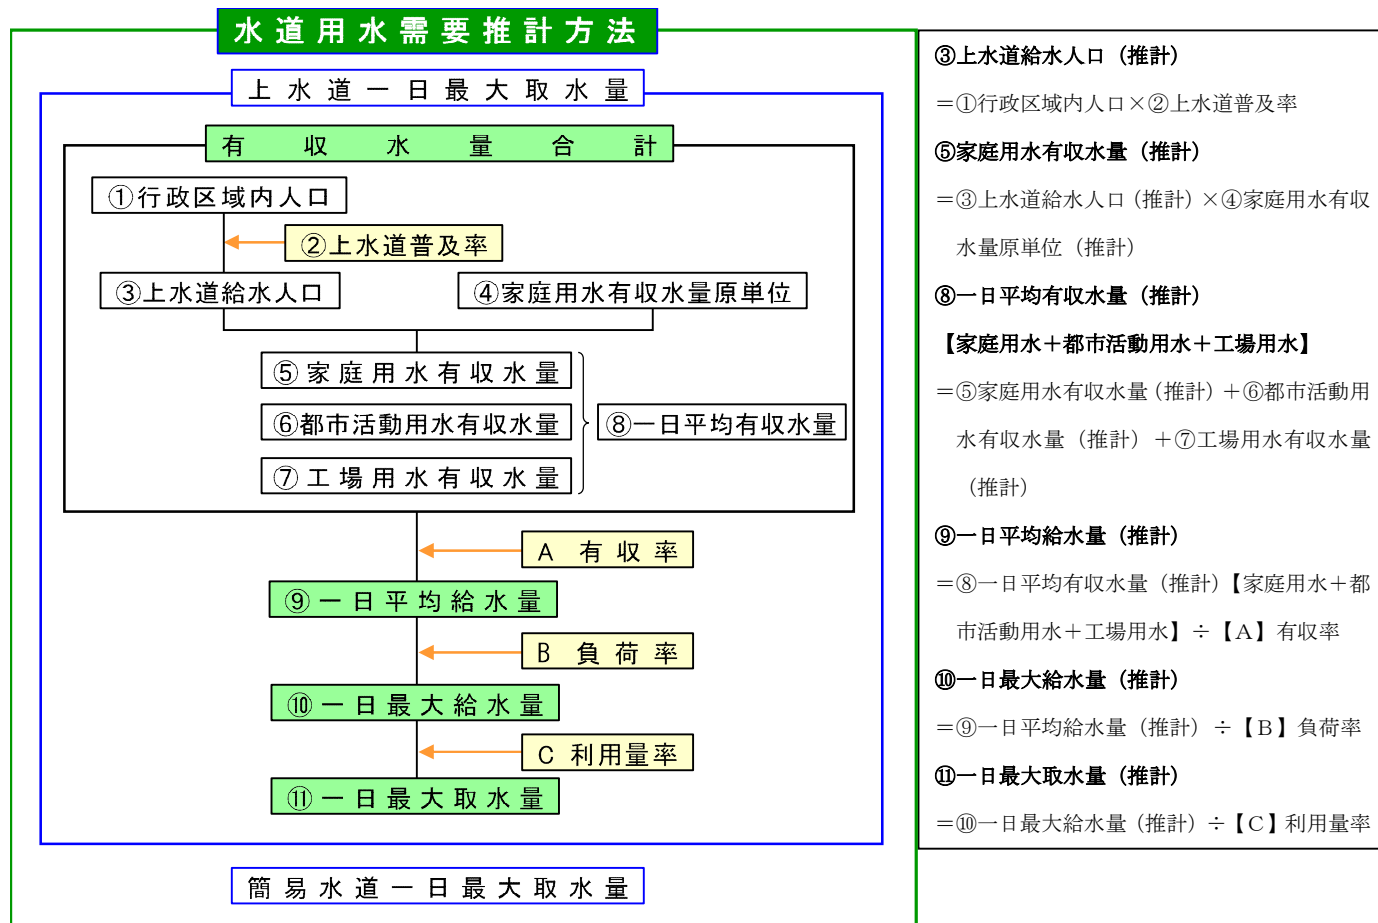 水道用水需要推計方法
上水道一日最大取水量
有収水量合計
①行政区域内人口
②上水道普及率
③上水道給水人口
④家庭用水有収水量原単位
⑤家庭用水有収水量
⑥都市活動用水有収水量
⑧一日平均有収水量
⑦工場用水有収水量
A 有収率
⑨一日平均給水量
B 負荷率
⑩一日最大給水量
C 利用量率
⑪一日最大取水量
簡易水道一日最大取水量
③上水道給水人口（推計）
＝①行政区域内人口×②上水道普及率
⑤家庭用水有収水量（推計）
＝③上水道給水人口（推計）×④家庭用水有収
水量原単位（推計）
⑧一日平均有収水量（推計）
【家庭用水＋都市活動用水＋工場用水】
＝⑤家庭用水有収水量（推計）＋⑥都市活動用
水有収水量（推計）＋⑦工場用水有収水量
（推計）
⑨一日平均給水量（推計）
＝⑧一日平均有収水量（推計）【家庭用水＋都
市活動用水＋工場用水】÷【Ａ】有収率
⑩一日最大給水量（推計）
＝⑨一日平均給水量（推計）÷【Ｂ】負荷率
⑪一日最大取水量（推計）
＝⑩一日最大給水量（推計）÷【Ｃ】利用量率